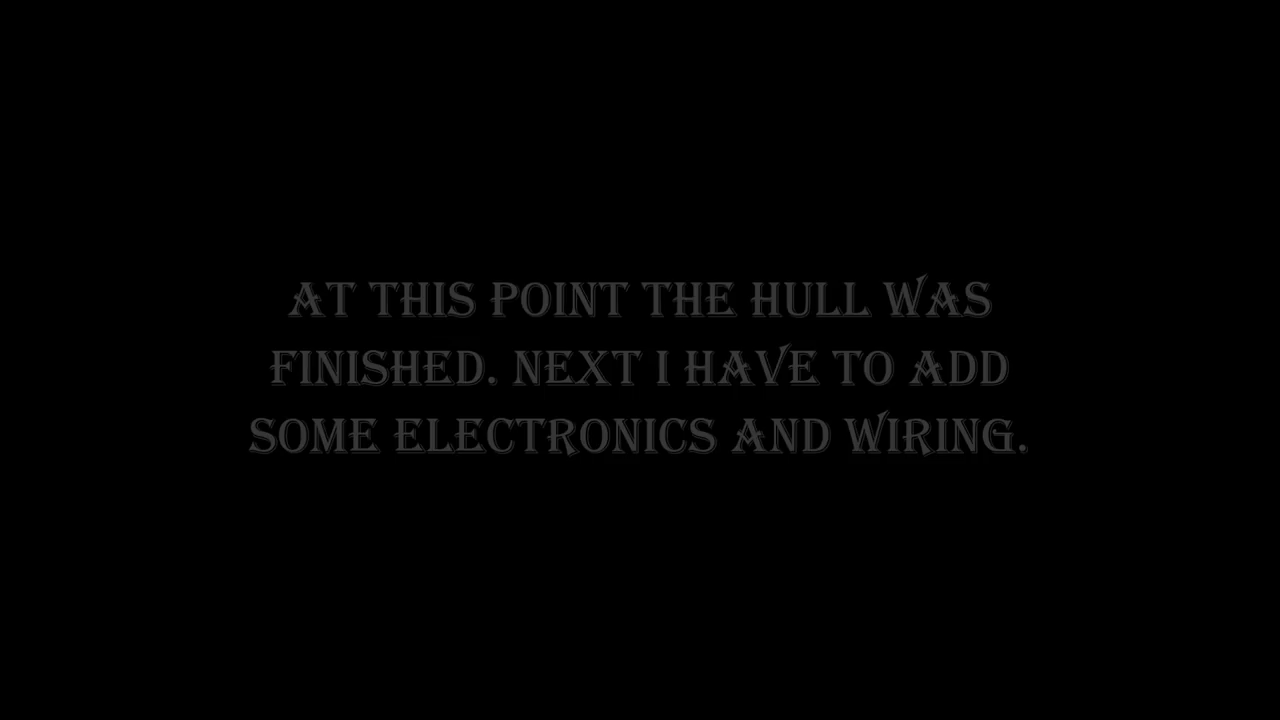 AT THIS POINT THE HULL WAS
FINISHED. NEXT I HAVE TO ADD
SOME ELECTRONICS AND WIRING.